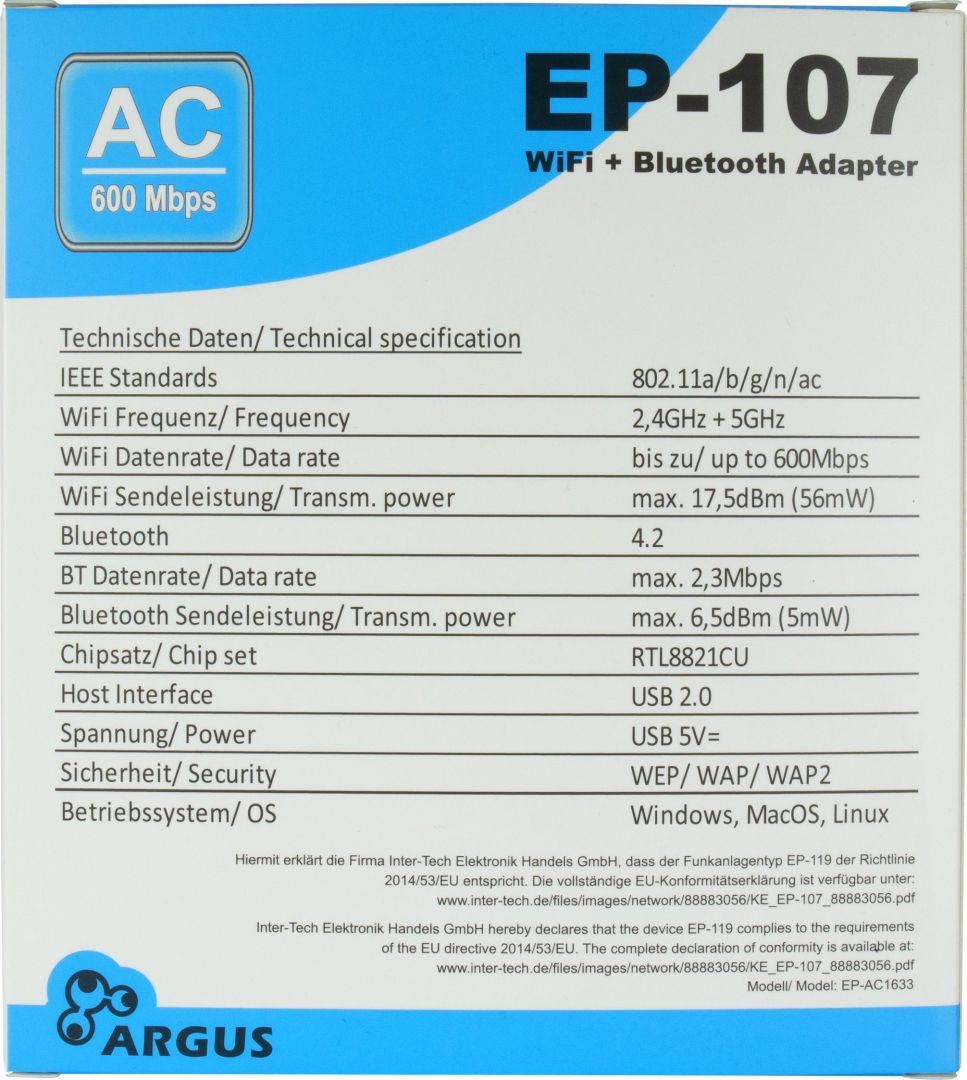 AC
600 Mbps
EP-107
WiFi + Bluetooth Adapter
Technische Daten/ Technical specification
IEEE Standards 802.11a/b/g/n/ac
WiFi Frequenz/ Frequency 2,4GHz + 5GHz
WiFi Datenrate/ Data rate bis zu/ up to 600Mbps
WiFi Sendeleistung/ Transm. power max. 17,5dBm (56mW)
Bluetooth 4.2
BT Datenrate/ Data rate max. 2,3Mbps
Bluetooth Sendeleistung/ Transm. power max. 6,5dBm (5mW)
Chipsatz/ Chip set RTL8821CU
Host Interface USB 2.0
Spannung/ Power USB 5V=
Sicherheit/ Security WEP/ WAP/ WAP2
Betriebssystem/ OS Windows, MacOS, Linux
Hiermit erklärt die Firma Inter-Tech Elektronik Handels GmbH, dass der Funkanlagentyp EP-119 der Richtlinie
2014/53/EU entspricht. Die vollständige EU-Konformitätserklärung ist verfügbar unter:
www.inter-tech.de/files/images/network/88883056/KE_EP-107_88883056.pdf
Inter-Tech Elektronik Handels GmbH hereby declares that the device EP-119 complies to the requirements
of the EU directive 2014/53/EU. The complete declaration of conformity is available at:
www.inter-tech.de/files/images/network/88883056/KE_EP-107_88883056.pdf
Modell/ Model: EP-AC1633
ARGUS